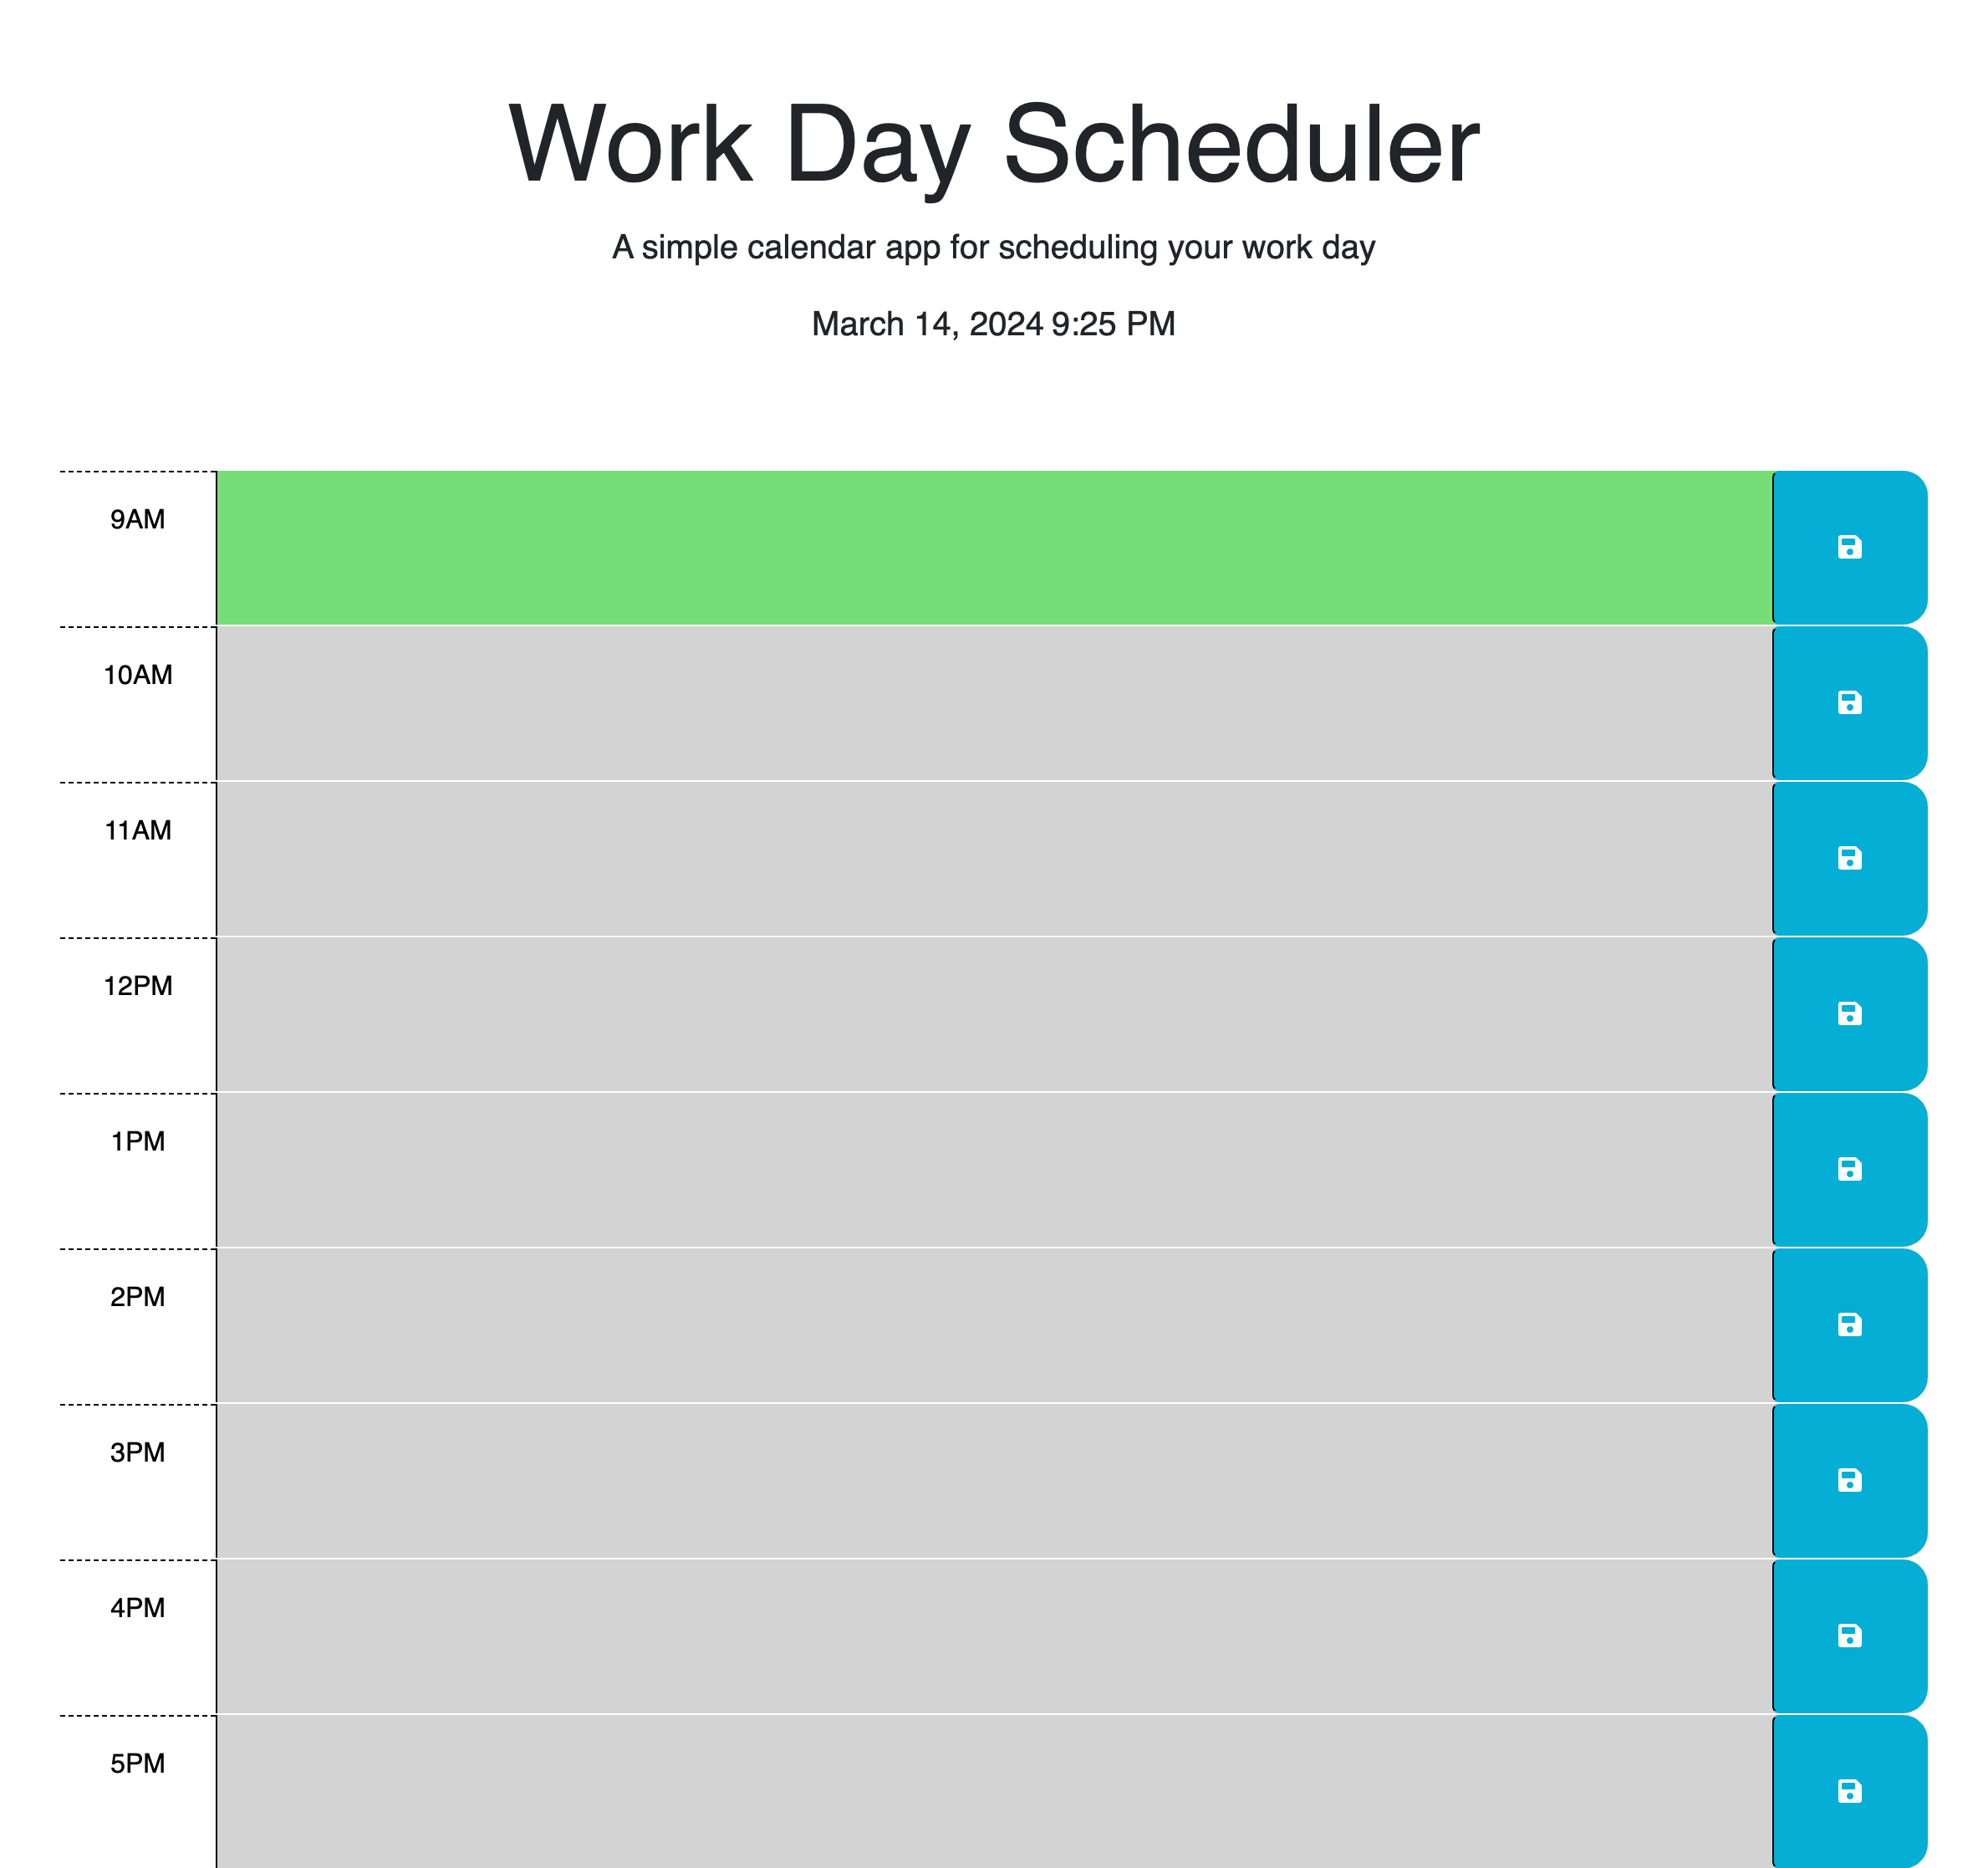 Work Day Scheduler
A simple calendar app for scheduling your work day
March 14, 2024 9:25 PM
9AM
10AM
11AM
12PM
1PM
2PM
3PM
4PM
5PM